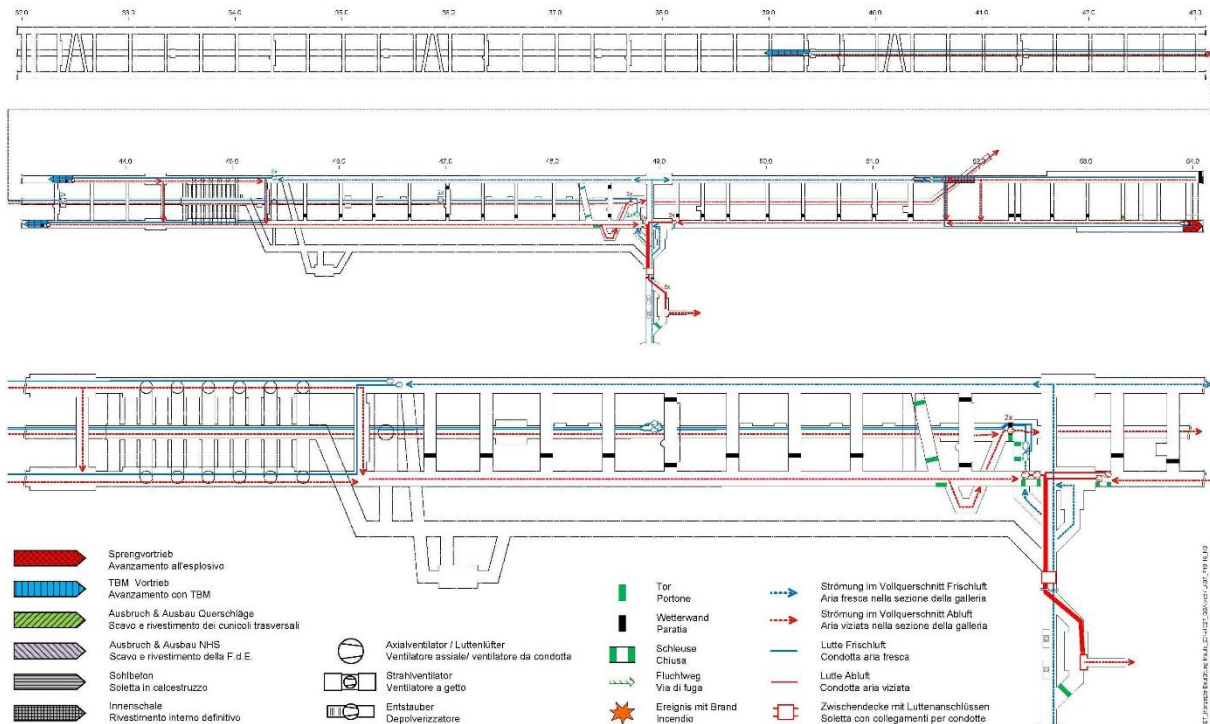 32.0 33.0 34.0 35.0 36.0 37.0 38.0 39.0 40.0 41.0 42.0 43.0
44.0 45.0 46.0 47.0 48.0 49.0 50.0 51.0 52.0 53.0 54.0
2x
Sprengvortrieb
Avanzamento all'esplosivo
TBM Vortrieb
Avanzamento con TBM
Ausbruch & Ausbau Querschläge
Scavo e rivestimento dei cunicoli trasversali
Ausbruch & Ausbau NHS
Scavo e rivestimento della F.d.E.
Sohlbeton
Soletta in calcestruzzo
Innenschale
Rivestimento interno definitivo
Axialventilator / Luttenlüfter
Ventilatore assiale/ ventilatore da condotta
Strahlventilator
Ventilatore a getto
Entstauber
Depolverizzatore
Tor
Portone
Wetterwand
Paratia
Schleuse
Chiusa
Fluchtweg
Via di fuga
Ereignis mit Brand
Incendio
Strömung im Vollquerschnitt Frischluft
Aria fresca nella sezione della galleria
Strömung im Vollquerschnitt Abluft
Aria viziata nella sezione della galleria
Lutte Frischluft
Condotta aria fresca
Lutte Abluft
Condotta aria viziata
Zwischendecke mit Luttenanschlüssen
Soletta con collegamenti per condotte